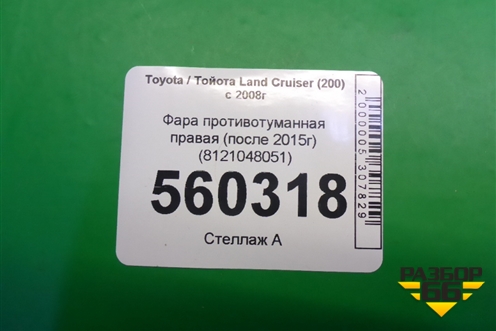 Toyota / Тойота Land Cruiser (200)
с 2008г
Фара противотуманная
правая (после 2015г)
(8121048051)
560318
Стеллаж А
2000005307829
РАЗБОР
66